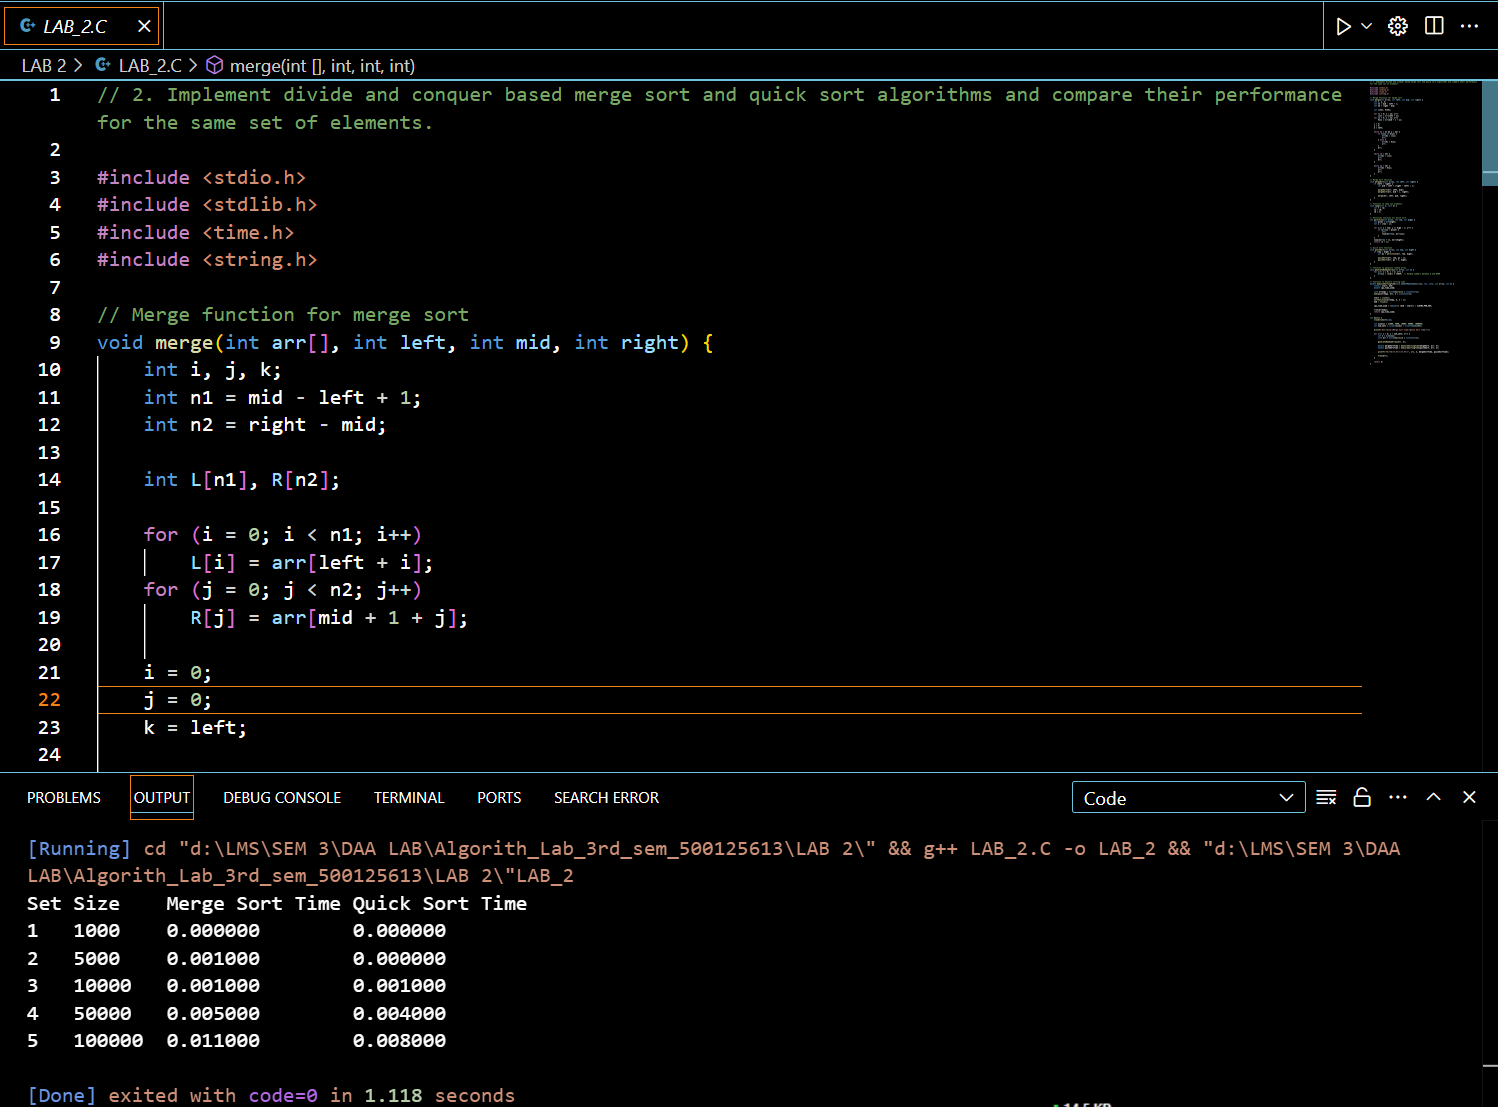 LAB_2.C
LAB 2 > LAB_2.C > merge(int [], int, int, int)
1 // 2. Implement divide and conquer based merge sort and quick sort algorithms and compare their performance
for the same set of elements.
2
3 #include <stdio.h>
4 #include <stdlib.h>
5 #include <time.h>
6 #include <string.h>
7
8 // Merge function for merge sort
9 void merge(int arr[], int left, int mid, int right) {
10 int i, j, k;
11 int n1 = mid - left + 1;
12 int n2 = right - mid;
13
14 int L[n1], R[n2];
15
16 for (i = 0; i < n1; i++)
17 L[i] = arr[left + i];
18 for (j = 0; j < n2; j++)
19 R[j] = arr[mid + 1 + j];
20
21 i = 0;
22 j = 0;
23 k = left;
24
PROBLEMS OUTPUT DEBUG CONSOLE TERMINAL PORTS SEARCH ERROR Code
[Running] cd "d:\LMS\SEM 3\DAA LAB\Algorith_Lab_3rd_sem_500125613\LAB 2\" && g++ LAB_2.C -o LAB_2 && "d:\LMS\SEM 3\DAA
LAB\Algorith_Lab_3rd_sem_500125613\LAB 2\"LAB_2
Set Size Merge Sort Time Quick Sort Time
1 1000 0.000000 0.000000
2 5000 0.001000 0.000000
3 10000 0.001000 0.001000
4 50000 0.005000 0.004000
5 100000 0.011000 0.008000
[Done] exited with code=0 in 1.118 seconds